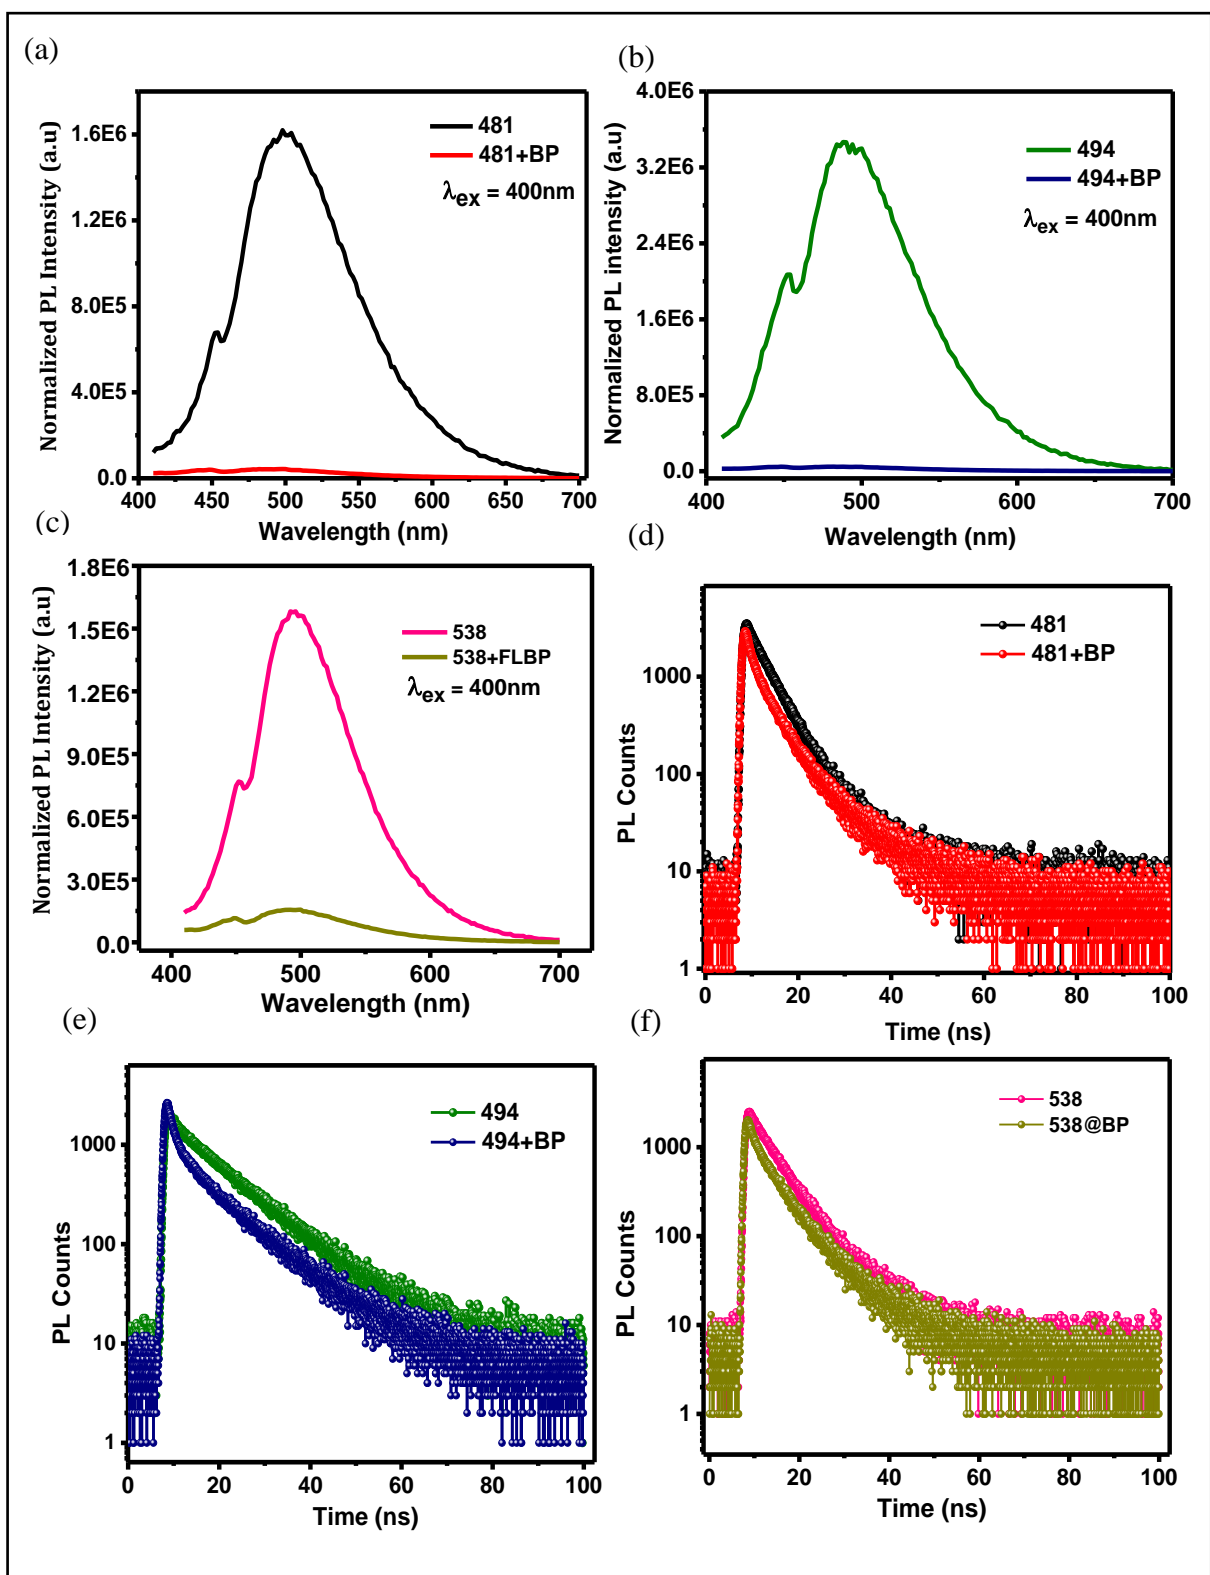 (a)
Normalized PL Intensity (a.u)
1.6E6
1.2E6
8.0E5
4.0E5
0.0
481
481+BP
λex = 400nm
400 450 500 550 600 650 700
Wavelength (nm)
(b)
Normalized PL intensity (a.u)
4.0E6
3.2E6
2.4E6
1.6E6
8.0E5
0.0
494
494+BP
λex = 400nm
400 500 600 700
Wavelength (nm)
(c)
Normalized PL Intensity (a.u)
1.8E6
1.5E6
1.2E6
9.0E5
6.0E5
3.0E5
0.0
538
538+FLBP
λex = 400nm
400 500 600 700
Wavelength (nm)
(d)
PL Counts
1000
100
10
1
481
481+BP
0 20 40 60 80 100
Time (ns)
(e)
PL Counts
1000
100
10
1
494
494+BP
0 20 40 60 80 100
Time (ns)
(f)
PL Counts
1000
100
10
1
538
538@BP
0 20 40 60 80 100
Time (ns)